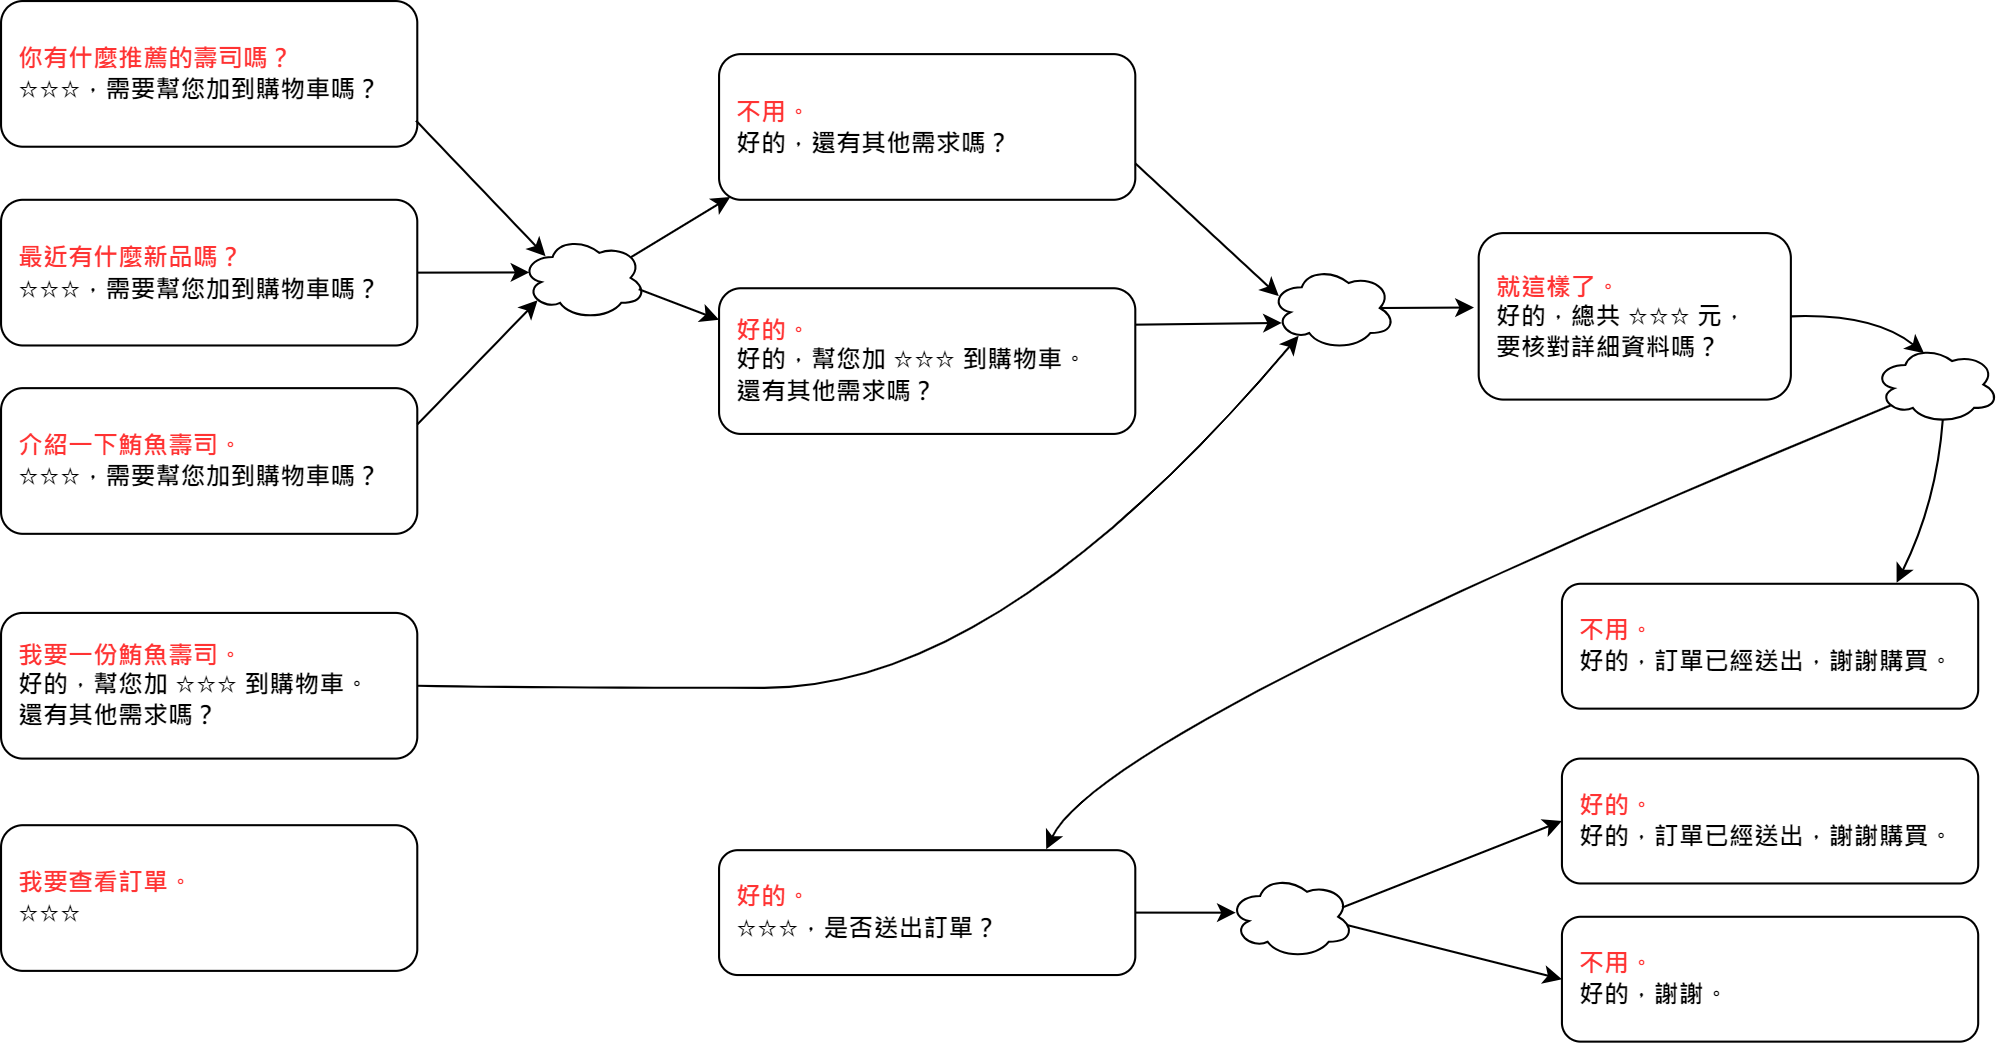 你有什麼推薦的壽司嗎？
☆☆☆，需要幫您加到購物車嗎？
最近有什麼新品嗎？
☆☆☆，需要幫您加到購物車嗎？
介紹一下鮪魚壽司。
☆☆☆，需要幫您加到購物車嗎？
我要一份鮪魚壽司。
好的，幫您加 ☆☆☆ 到購物車。
還有其他需求嗎？
我要查看訂單。
☆☆☆
不用。
好的，還有其他需求嗎？
好的。
好的，幫您加 ☆☆☆ 到購物車。
還有其他需求嗎？
就這樣了。
好的，總共 ☆☆☆ 元，
要核對詳細資料嗎？
不用。
好的，訂單已經送出，謝謝購買。
好的。
☆☆☆，是否送出訂單？
好的。
好的，訂單已經送出，謝謝購買。
不用。
好的，謝謝。